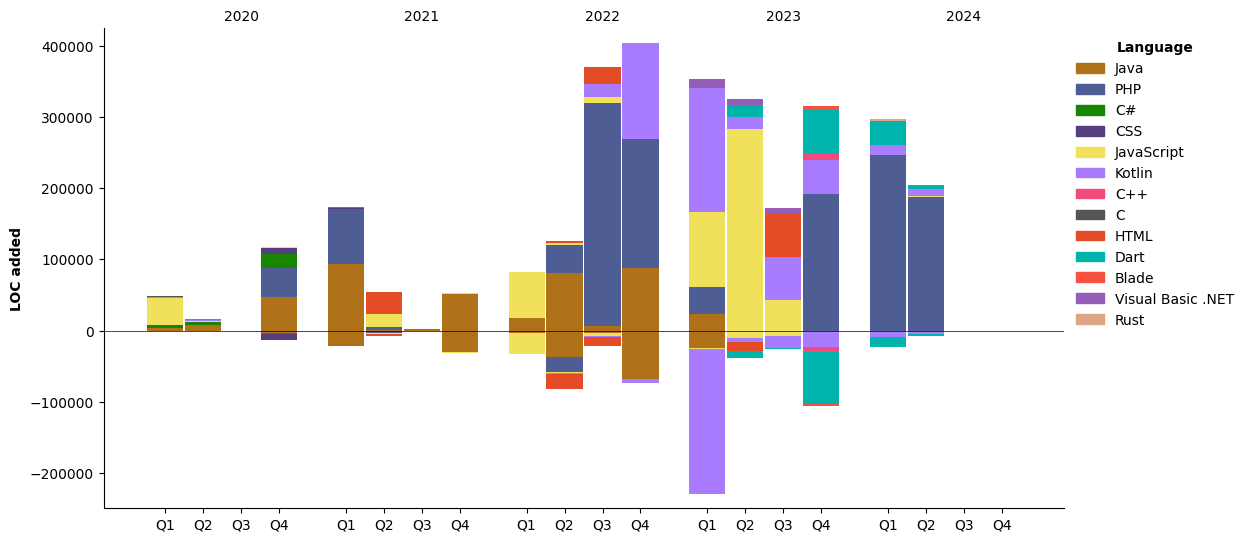 2020 2021 2022 2023 2024
400000
300000
200000
100000
0
−100000
−200000
LOC added
Q1 Q2 Q3 Q4 Q1 Q2 Q3 Q4 Q1 Q2 Q3 Q4 Q1 Q2 Q3 Q4 Q1 Q2 Q3 Q4
Language
Java
PHP
C#
CSS
JavaScript
Kotlin
C++
C
HTML
Dart
Blade
Visual Basic .NET
Rust